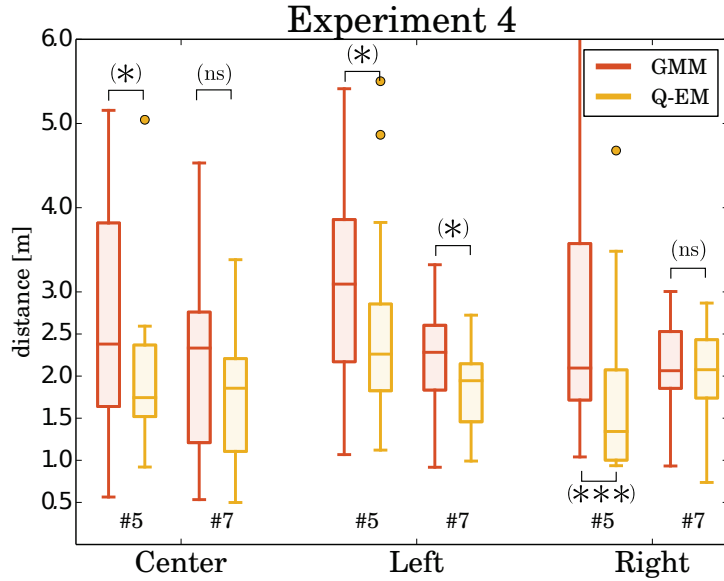 Experiment 4
GMM
Q-EM
distance [m]
6.0
5.0
4.0
3.0
2.5
2.0
1.5
1.0
0.5
(*)
(ns)
(*)
(*)
(ns)
(***)
#5
#7
#5
#7
#5
#7
Center
Left
Right